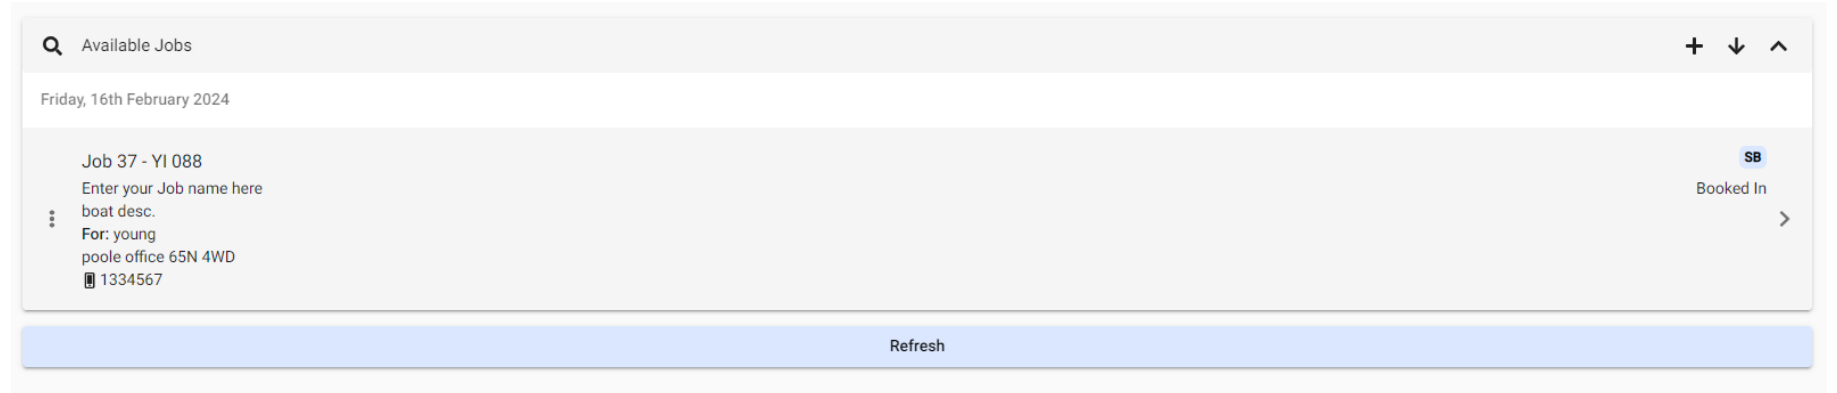 Available Jobs
Friday, 16th February 2024
Job 37 - YI 088
SB
Enter your Job name here
Booked In
boat desc.
For: young
poole office 65N 4WD
1334567
Refresh